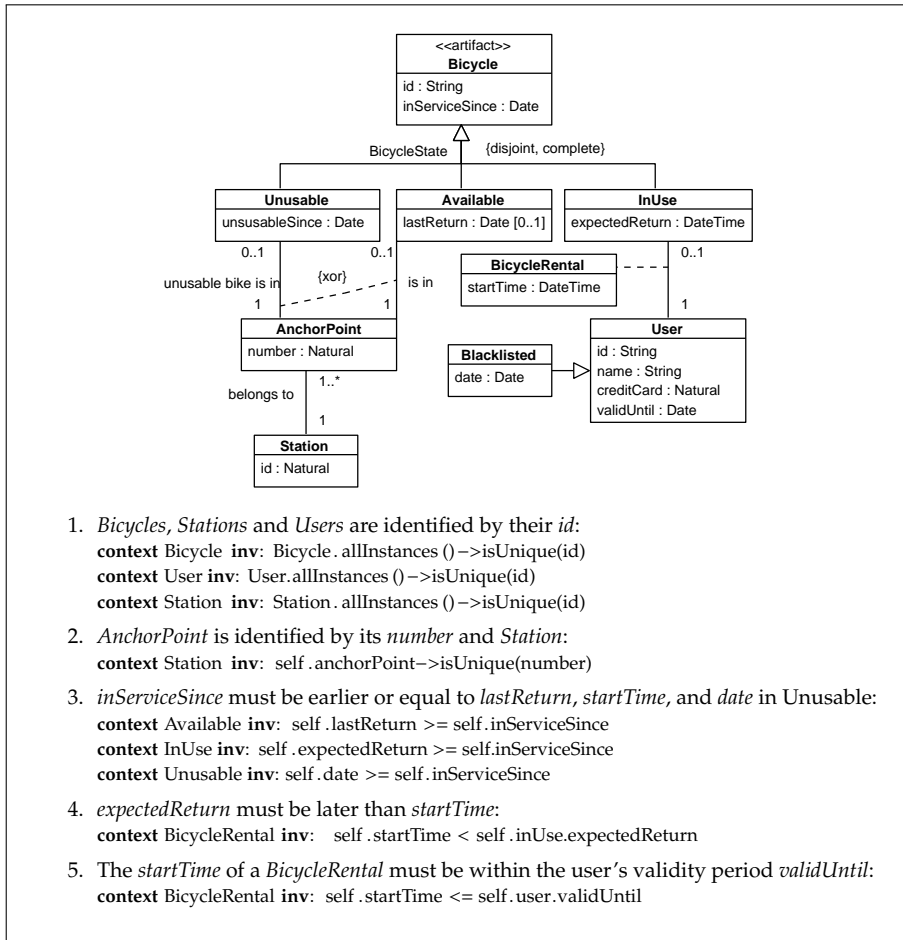 <<artifact>>
Bicycle
id : String
inServiceSince : Date
BicycleState
{disjoint, complete}
Unusable
unsusableSince : Date
Available
lastReturn : Date [0..1]
InUse
expectedReturn : DateTime
0..1
0..1
0..1
BicycleRental
startTime : DateTime
unusable bike is in
{xor}
is in
1
1
1
AnchorPoint
number : Natural
User
id : String
name : String
creditCard : Natural
validUntil : Date
Blacklisted
date : Date
1..*
belongs to
1
Station
id : Natural
1. Bicycles, Stations and Users are identified by their id:
context Bicycle inv: Bicycle.allInstances()->isUnique(id)
context User inv: User.allInstances()->isUnique(id)
context Station inv: Station.allInstances()->isUnique(id)
2. AnchorPoint is identified by its number and Station:
context Station inv: self.anchorPoint->isUnique(number)
3. inServiceSince must be earlier or equal to lastReturn, startTime, and date in Unusable:
context Available inv: self.lastReturn >= self.inServiceSince
context InUse inv: self.expectedReturn >= self.inServiceSince
context Unusable inv: self.date >= self.inServiceSince
4. expectedReturn must be later than startTime:
context BicycleRental inv: self.startTime < self.inUse.expectedReturn
5. The startTime of a BicycleRental must be within the user's validity period validUntil:
context BicycleRental inv: self.startTime <= self.user.validUntil